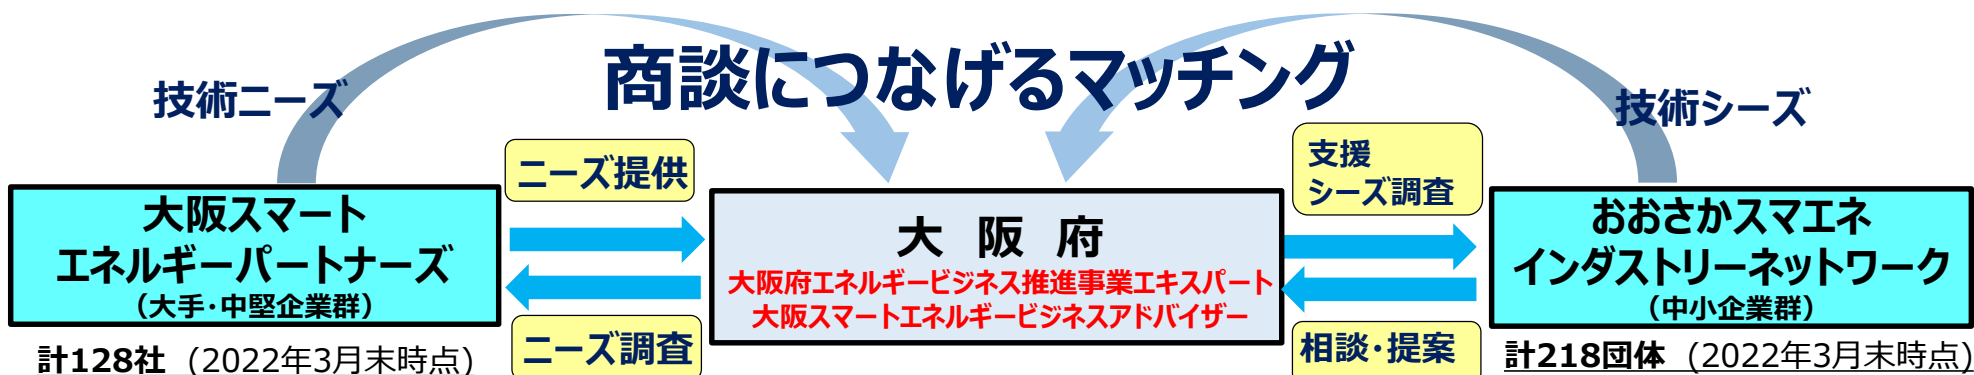 商談につなげるマッチング
技術ニーズ
技術シーズ
ニーズ提供
支援
シーズ調査
大阪スマート
エネルギーパートナーズ
（大手・中堅企業群）
大 阪 府
大阪府エネルギービジネス推進事業エキスパート
大阪スマートエネルギービジネスアドバイザー
おおさかスマエネ
インダストリーネットワーク
（中小企業群）
ニーズ調査
相談・提案
計128社 (2022年3月末時点)
計218団体 (2022年3月末時点)